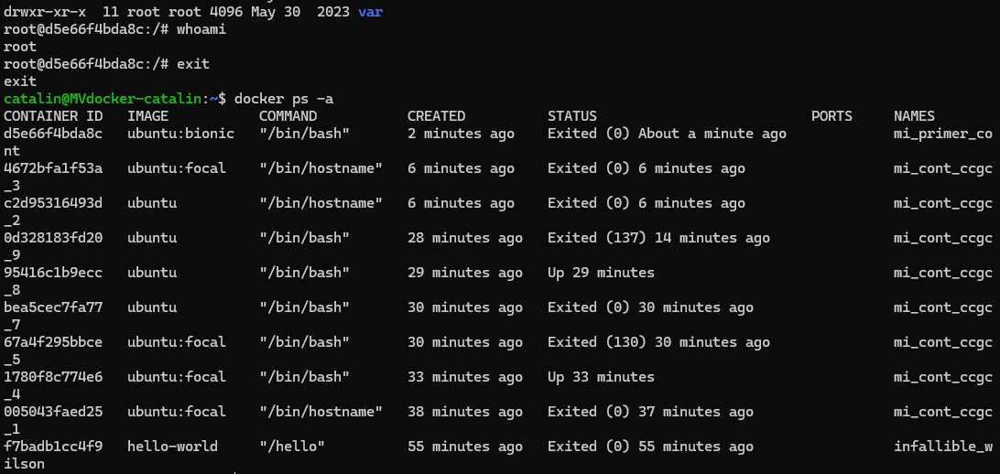 drwxr-xr-x  11 root root 4096 May 30  2023 var
root@d5e66f4bda8c:/# whoami
root
root@d5e66f4bda8c:/# exit
exit
catalin@MVdocker-catalin:~$ docker ps -a
CONTAINER ID   IMAGE           COMMAND           CREATED          STATUS                          PORTS     NAMES
d5e66f4bda8c   ubuntu:bionic   "/bin/bash"       2 minutes ago    Exited (0) About a minute ago             mi_primer_co
nt
4672bfa1f53a   ubuntu:focal    "/bin/hostname"   6 minutes ago    Exited (0) 6 minutes ago                  mi_cont_ccgc
_3
c2d95316493d   ubuntu          "/bin/hostname"   6 minutes ago    Exited (0) 6 minutes ago                  mi_cont_ccgc
_2
0d328183fd20   ubuntu          "/bin/bash"       28 minutes ago   Exited (137) 14 minutes ago               mi_cont_ccgc
_9
95416c1b9ecc   ubuntu          "/bin/bash"       29 minutes ago   Up 29 minutes                             mi_cont_ccgc
_8
bea5cec7fa77   ubuntu          "/bin/bash"       30 minutes ago   Exited (0) 30 minutes ago                 mi_cont_ccgc
_7
67a4f295bbce   ubuntu:focal    "/bin/bash"       30 minutes ago   Exited (130) 30 minutes ago               mi_cont_ccgc
_5
1780f8c774e6   ubuntu:focal    "/bin/bash"       33 minutes ago   Up 33 minutes                             mi_cont_ccgc
_4
005043faed25   ubuntu:focal    "/bin/hostname"   38 minutes ago   Exited (0) 37 minutes ago                 mi_cont_ccgc
_1
f7badb1cc4f9   hello-world     "/hello"          55 minutes ago   Exited (0) 55 minutes ago                 infallible_w
ilson